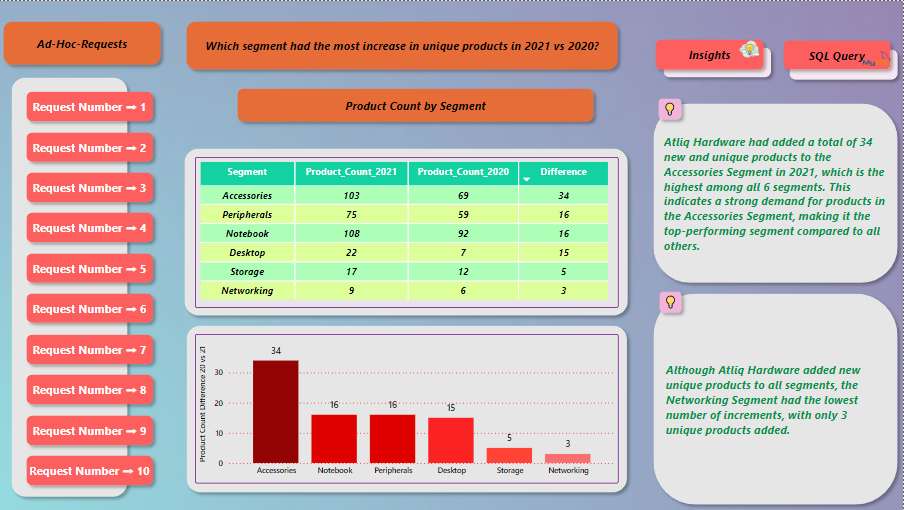 Ad-Hoc-Requests
Which segment had the most increase in unique products in 2021 vs 2020?
Insights
SQL Query
My
Request Number ➞ 1
Request Number ➞ 2
Request Number ➞ 3
Request Number ➞ 4
Request Number ➞ 5
Request Number ➞ 6
Request Number ➞ 7
Request Number ➞ 8
Request Number ➞ 9
Request Number ➞ 10
Product Count by Segment
Segment Product_Count_2021 Product_Count_2020 Difference
Accessories 103 69 34
Peripherals 75 59 16
Notebook 108 92 16
Desktop 22 7 15
Storage 17 12 5
Networking 9 6 3
Product Count Difference 20 vs 21
30
20
10
0
34
16
16
15
5
3
Accessories Notebook Peripherals Desktop Storage Networking
Atliq Hardware had added a total of 34
new and unique products to the
Accessories Segment in 2021, which is the
highest among all 6 segments. This
indicates a strong demand for products in
the Accessories Segment, making it the
top-performing segment compared to all
others.
Although Atliq Hardware added new
unique products to all segments, the
Networking Segment had the lowest
number of increments, with only 3
unique products added.